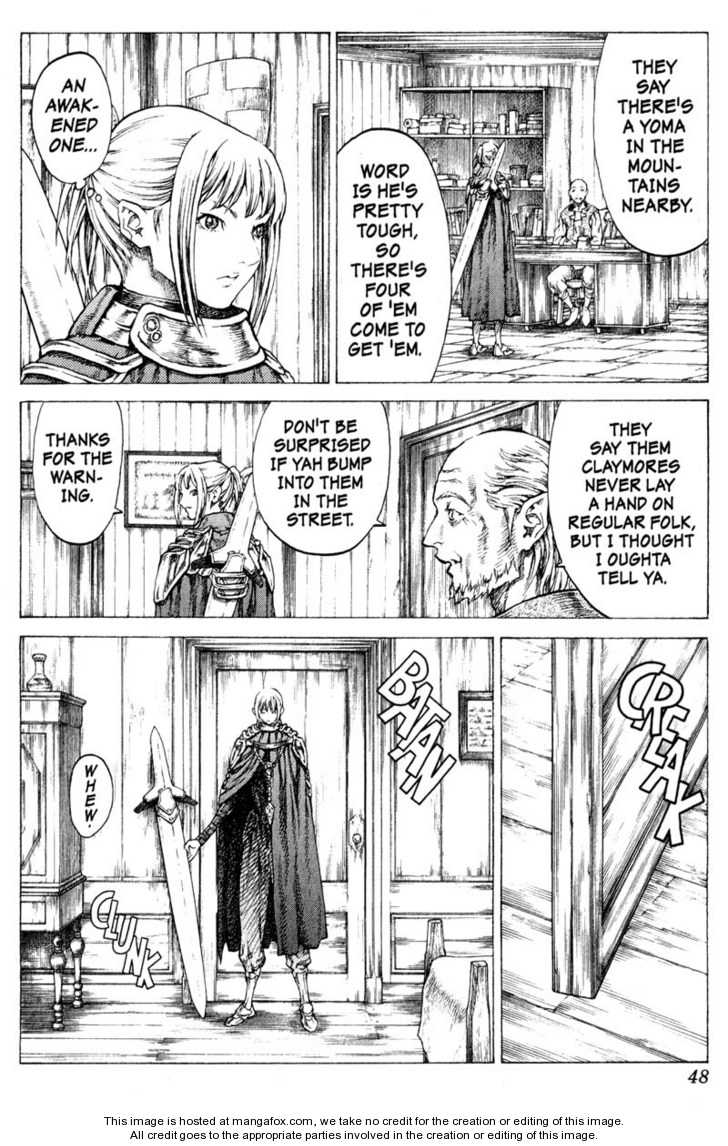 THEY
SAY
THERE'S
A YOMA
IN THE
MOUN-
TAINS
NEARBY.
WORD
IS HE'S
PRETTY
TOUGH,
SO
THERE'S
FOUR
OF 'EM
COME TO
GET 'EM.
AN
AWAK-
ENED
ONE...
THEY
SAY THEM
CLAYMORES
NEVER LAY
A HAND ON
REGULAR FOLK,
BUT I THOUGHT
I OUGHTA
TELL YA.
DON'T BE
SURPRISED
IF YAH BUMP
INTO THEM
IN THE
STREET.
THANKS
FOR THE
WARN-
ING.
CREAK
BATAN
WHEW.
CLUNK
48
This image is hosted at mangafox.com, we take no credit for the creation or editing of this image.
All credit goes to the appropriate parties involved in the creation or editing of this image.